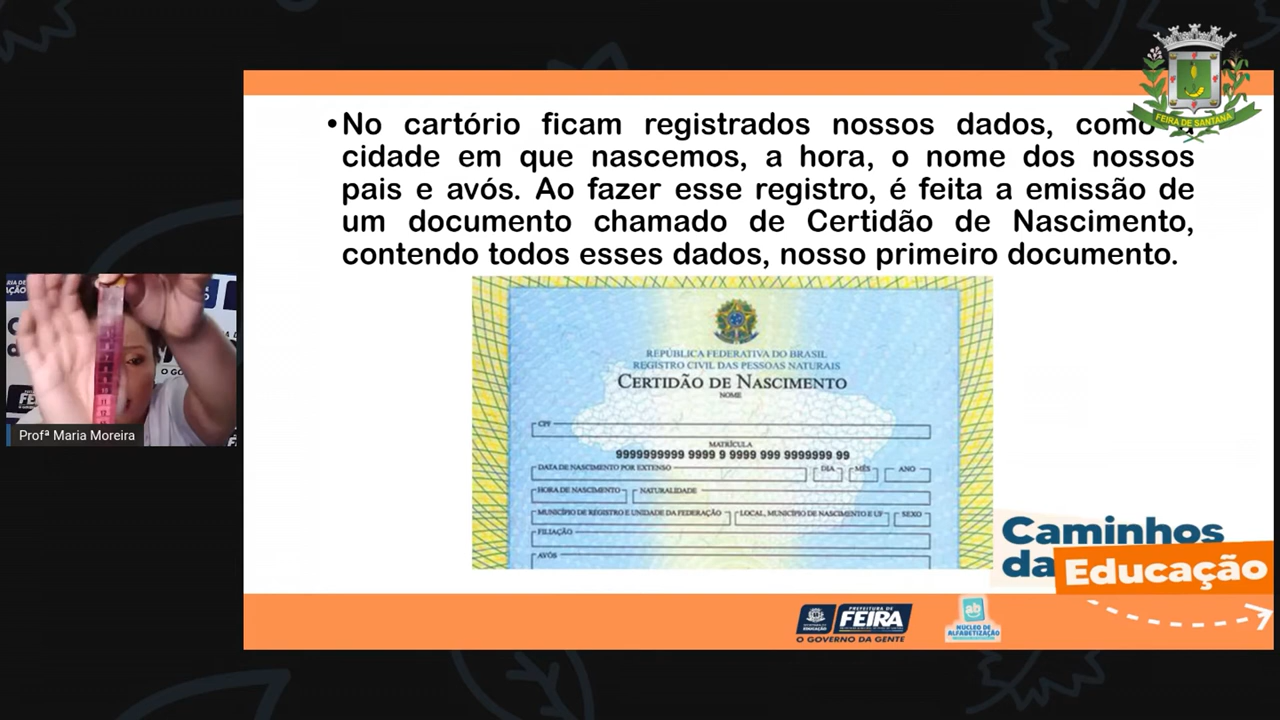 FEIRA DE SANTANA
•No cartório ficam registrados nossos dados, como a
cidade em que nascemos, a hora, o nome dos nossos
pais e avós. Ao fazer esse registro, é feita a emissão de
um documento chamado de Certidão de Nascimento,
contendo todos esses dados, nosso primeiro documento.
REPÚBLICA FEDERATIVA DO BRASIL
REGISTRO CIVIL DAS PESSOAS NATURAIS
CERTIDÃO DE NASCIMENTO
NOME
CPF
MATRÍCULA
9999999999 9999 9 9999 999 9999999 99
DATA DE NASCIMENTO POR EXTENSO DIA MÊS ANO
HORA DE NASCIMENTO NATURALIDADE
MUNICÍPIO DE REGISTRO E UNIDADE DA FEDERAÇÃO LOCAL, MUNICÍPIO DE NASCIMENTO E UF SEXO
FILIAÇÃO
AVÓS
Profª Maria Moreira
Caminhos
da Educação
PREFEITURA DE
FEIRA
EDUCAÇÃO
O GOVERNO DA GENTE
ab
NÚCLEO DE
ALFABETIZAÇÃO